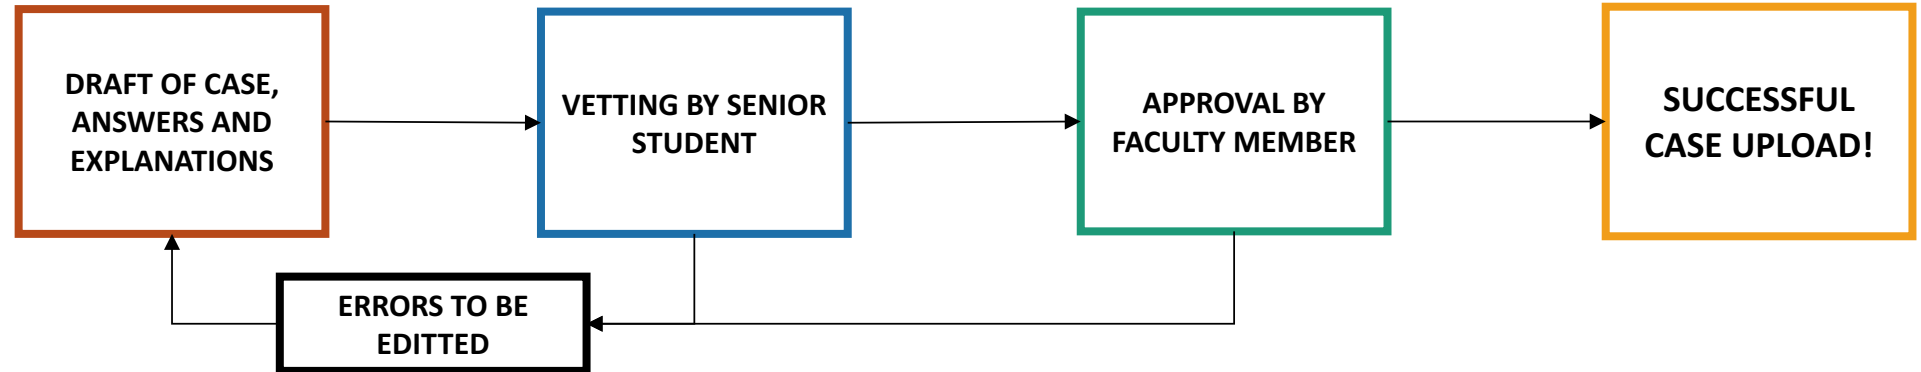 DRAFT OF CASE,
ANSWERS AND
EXPLANATIONS
VETTING BY SENIOR
STUDENT
APPROVAL BY
FACULTY MEMBER
SUCCESSFUL
CASE UPLOAD!
ERRORS TO BE
EDITTED